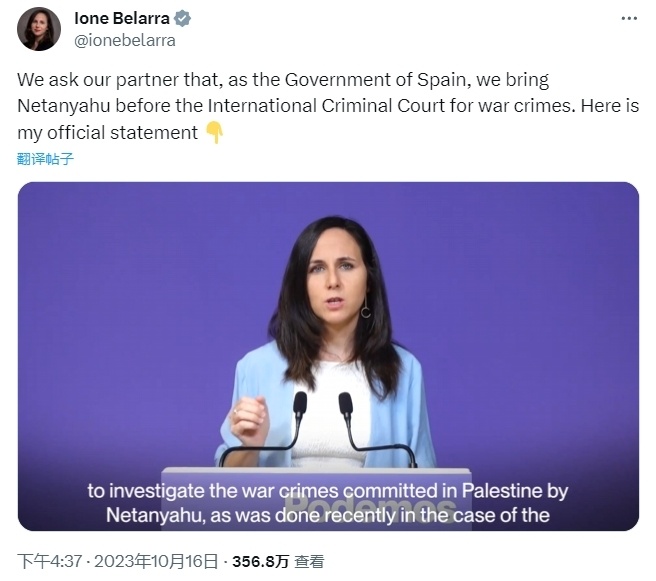 Ione Belarra
@ionebelarra
We ask our partner that, as the Government of Spain, we bring
Netanyahu before the International Criminal Court for war crimes. Here is
my official statement 👇
翻译帖子
Podemos
to investigate the war crimes committed in Palestine by
Netanyahu, as was done recently in the case of the
下午4:37 · 2023年10月16日 · 356.8万 查看